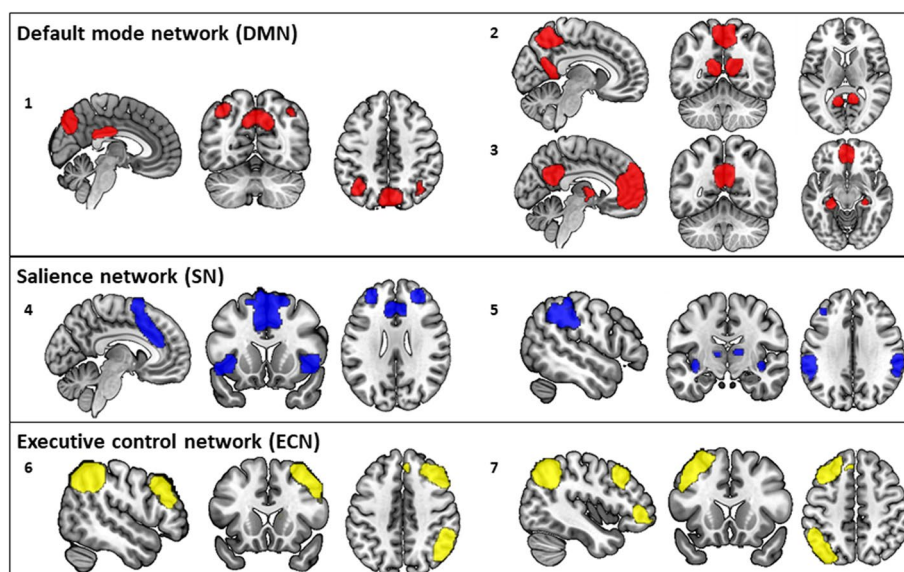 Default mode network (DMN)
1
2
3
Salience network (SN)
4
5
Executive control network (ECN)
6
7